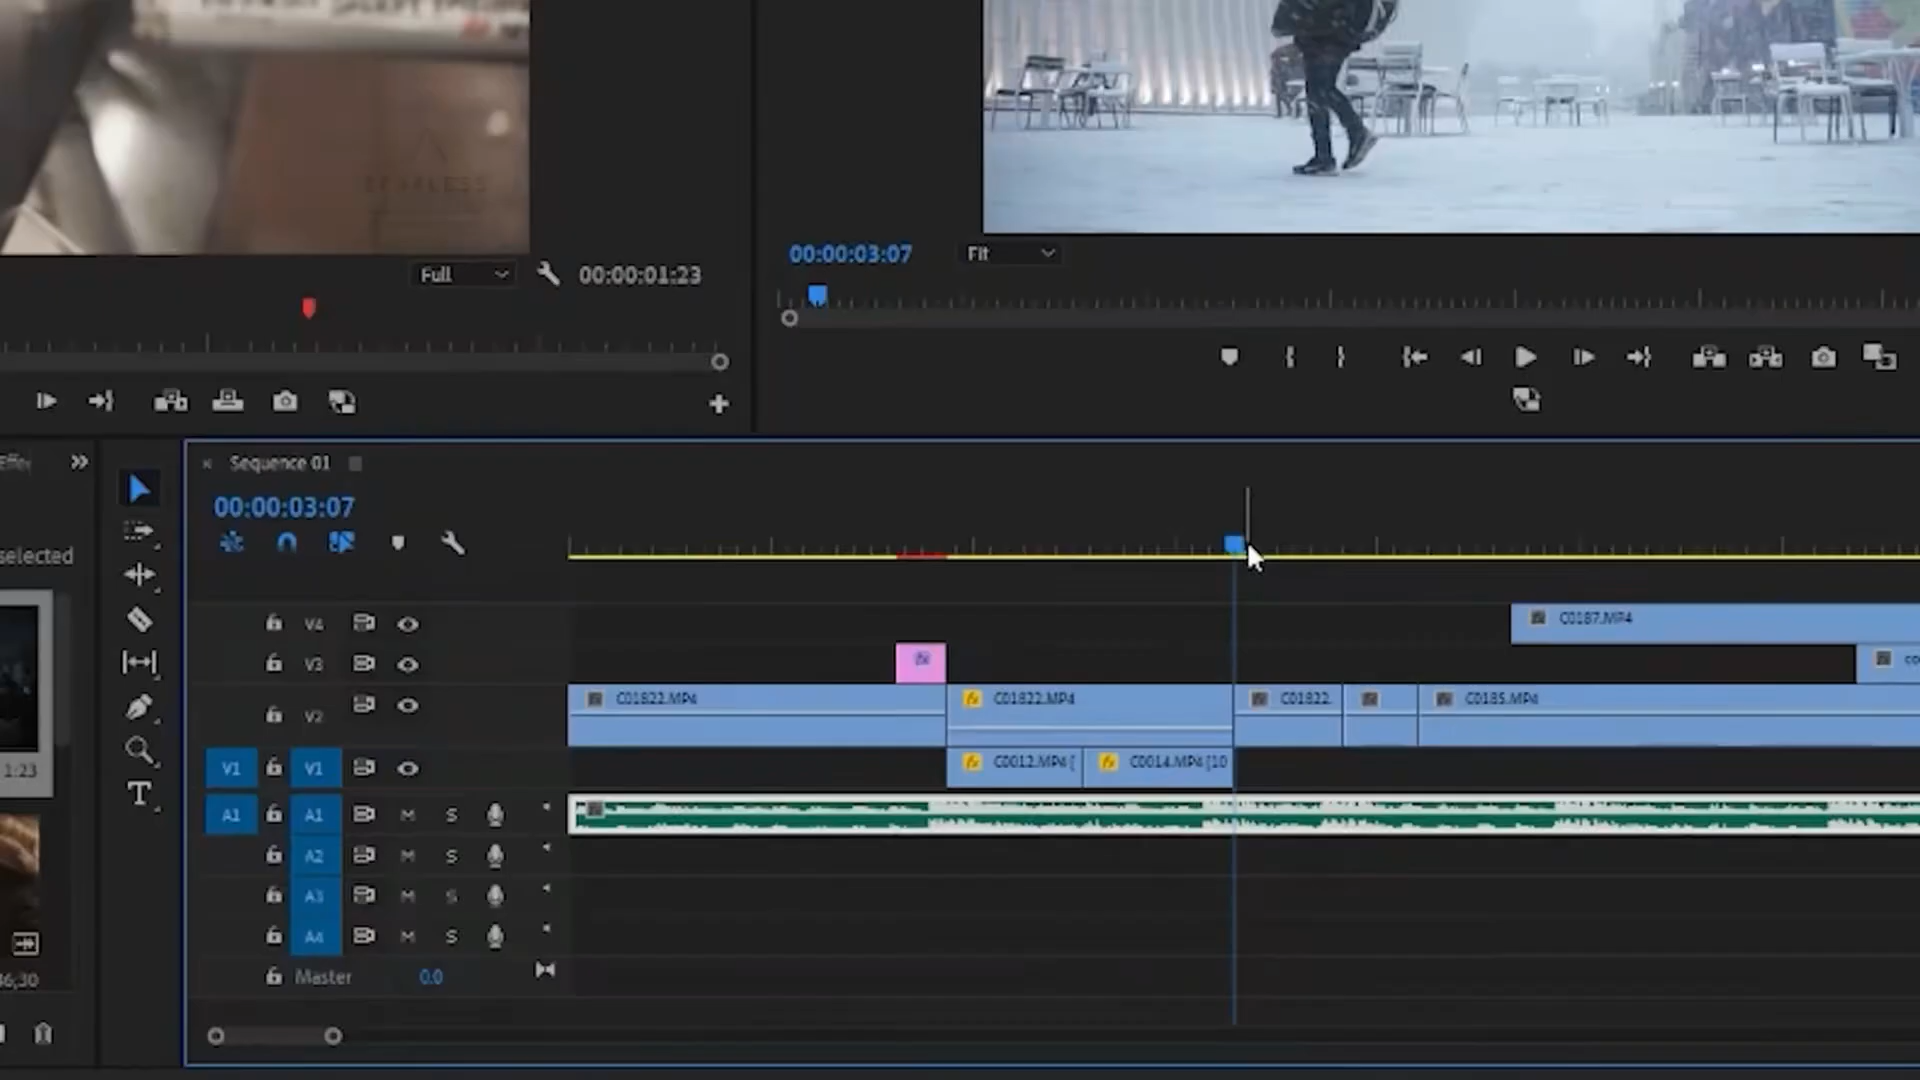 Full
00:00:01:23
00:00:03:07
Fit
Sequence 01
00:00:03:07
selected
V4
C0187.MP4
V3
V2
C01822.MP4
C01822.MP4
C01822.
C0185.MP4
1:23
V1
V1
C0012.MP4 [
C0014.MP4 [10
A1
A1
M
S
A2
M
S
A3
M
S
A4
M
S
Master
0.0